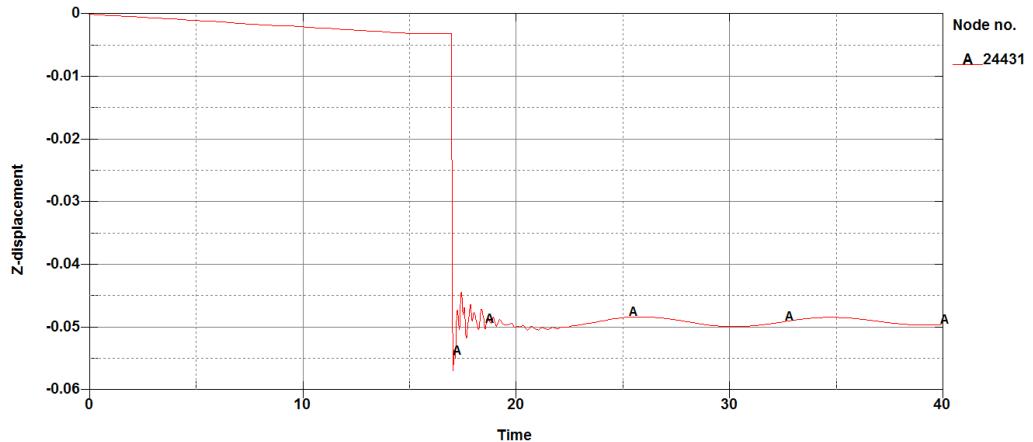 0
-0.01
-0.02
-0.03
-0.04
-0.05
-0.06
Z-displacement
0 10 20 30 40
Time
Node no.
A 24431
A
A
A
A
A